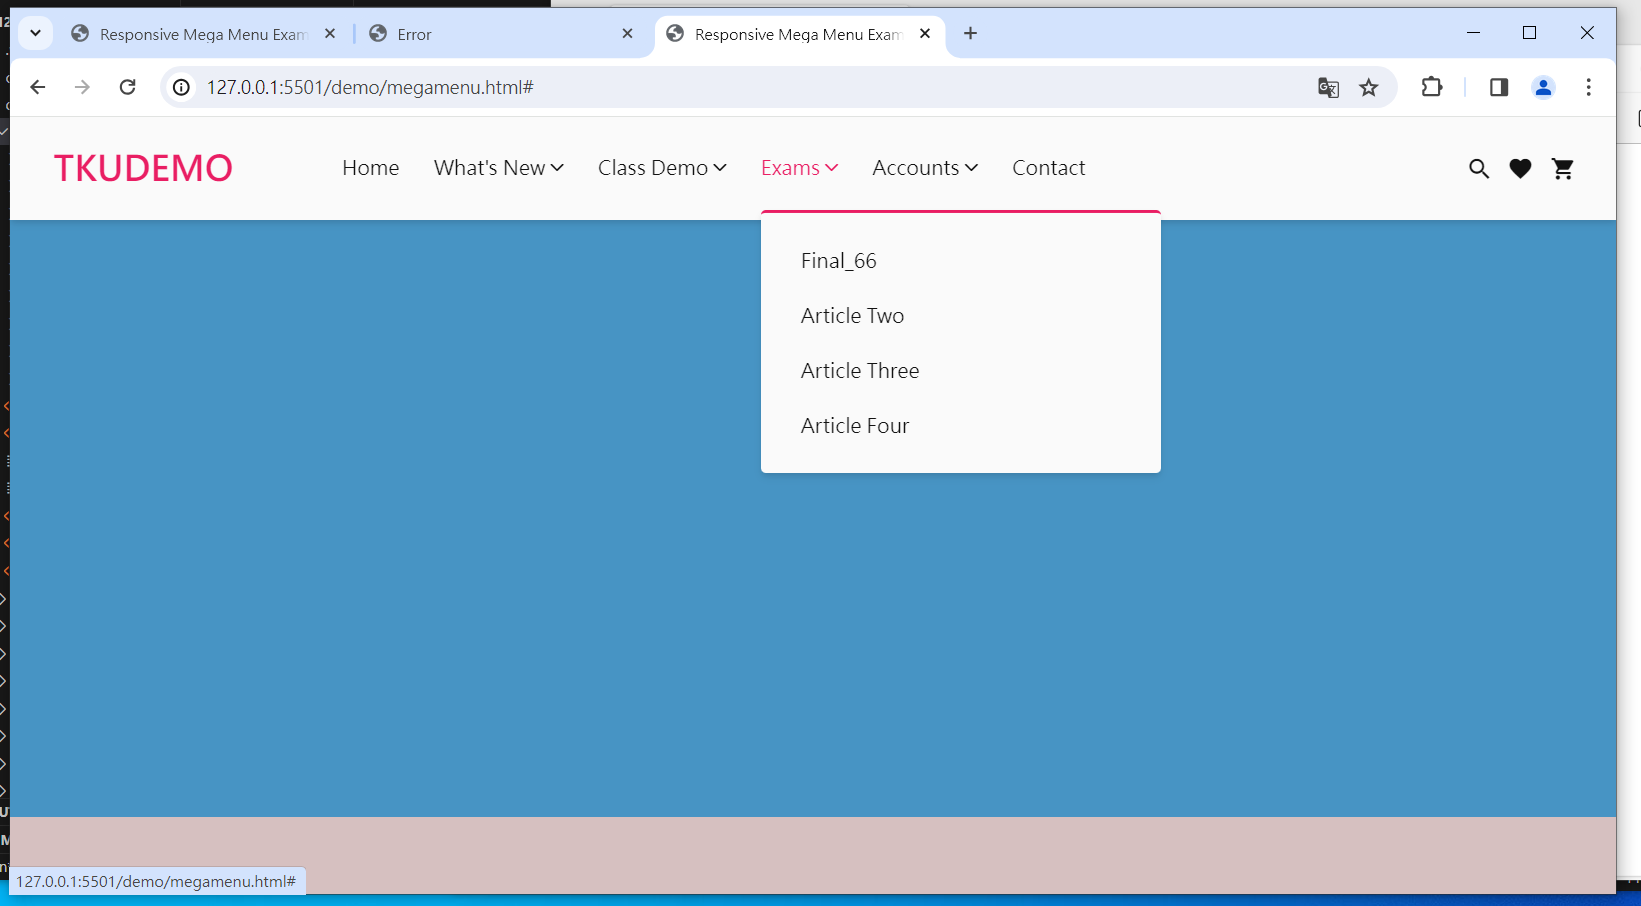 Responsive Mega Menu Exam
Error
Responsive Mega Menu Exam
127.0.0.1:5501/demo/megamenu.html#
TKUDEMO
Home
What's New
Class Demo
Exams
Accounts
Contact
Final_66
Article Two
Article Three
Article Four
127.0.0.1:5501/demo/megamenu.html#